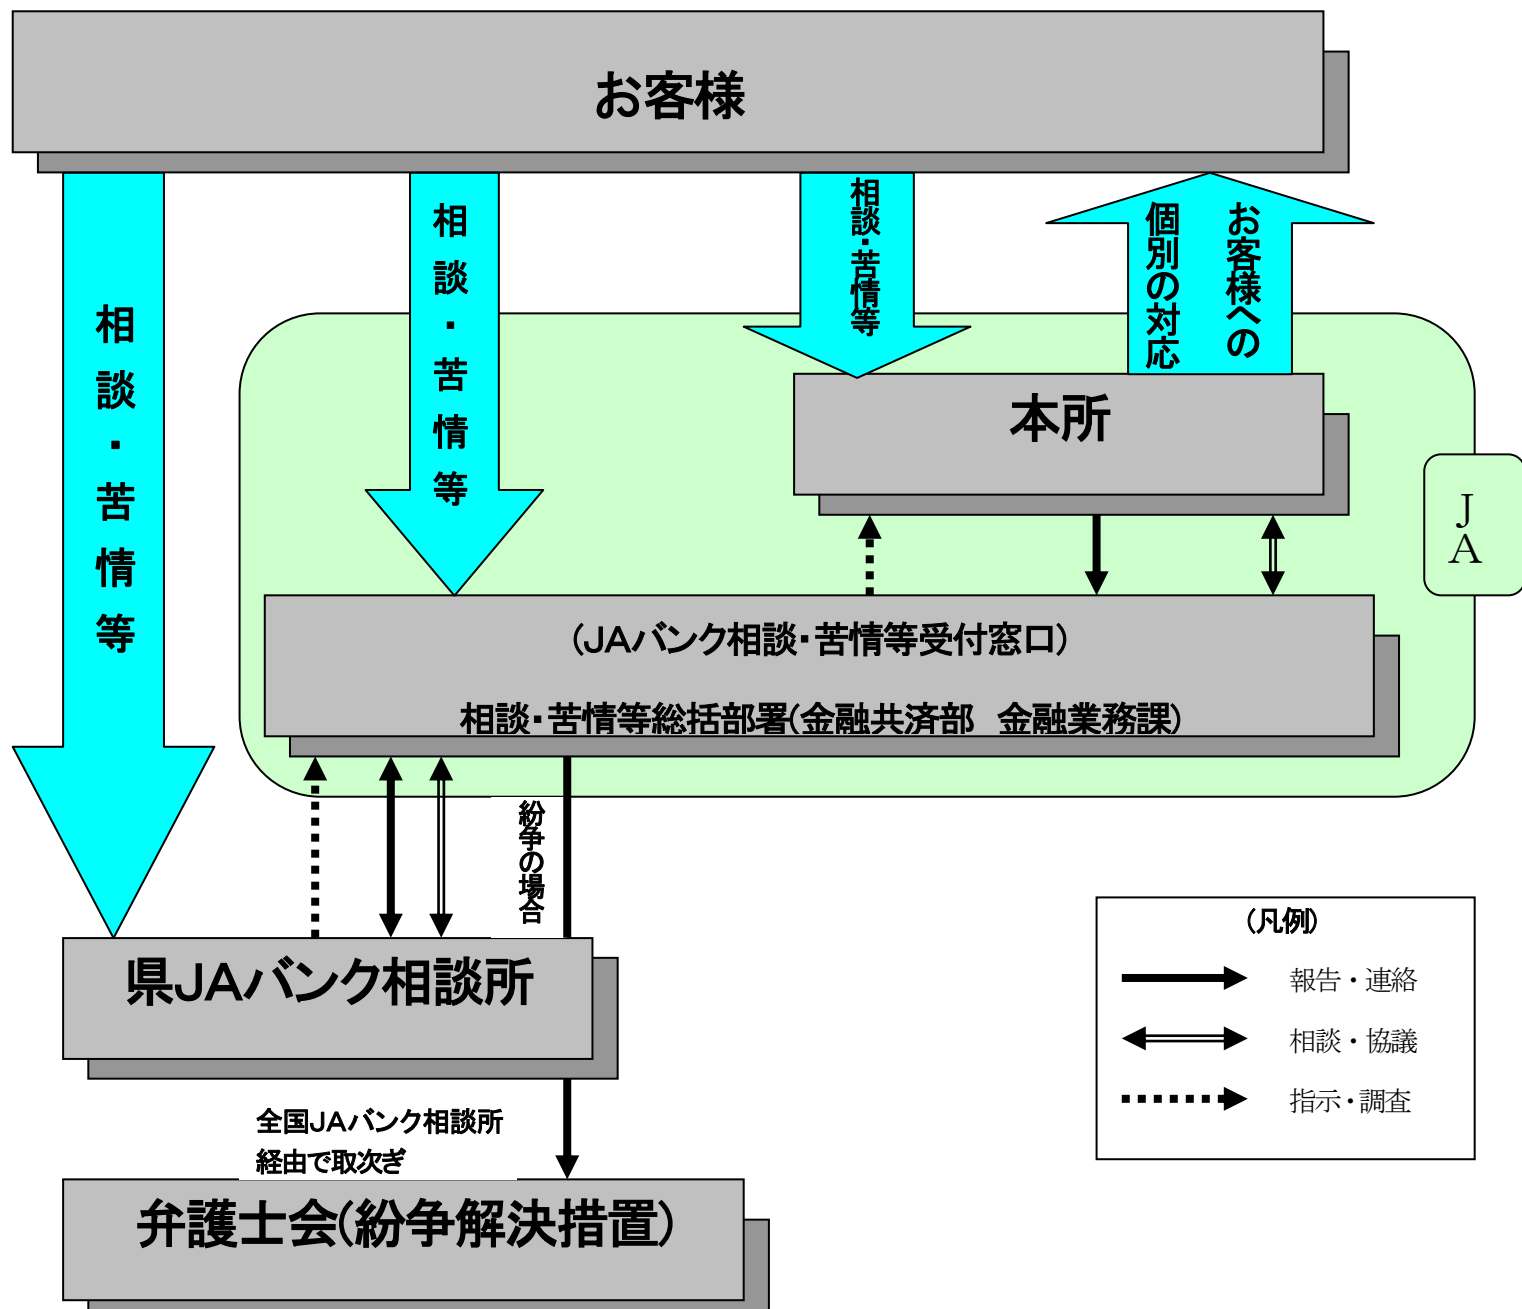 お客様
相談・苦情等
相談・苦情等
相談・苦情等
お客様への
個別の対応
本所
JA
(JAバンク相談・苦情等受付窓口)
相談・苦情等総括部署(金融共済部　金融業務課)
紛争の場合
県JAバンク相談所
全国JAバンク相談所
経由で取次ぎ
弁護士会(紛争解決措置)
(凡例)
報告・連絡
相談・協議
指示・調査